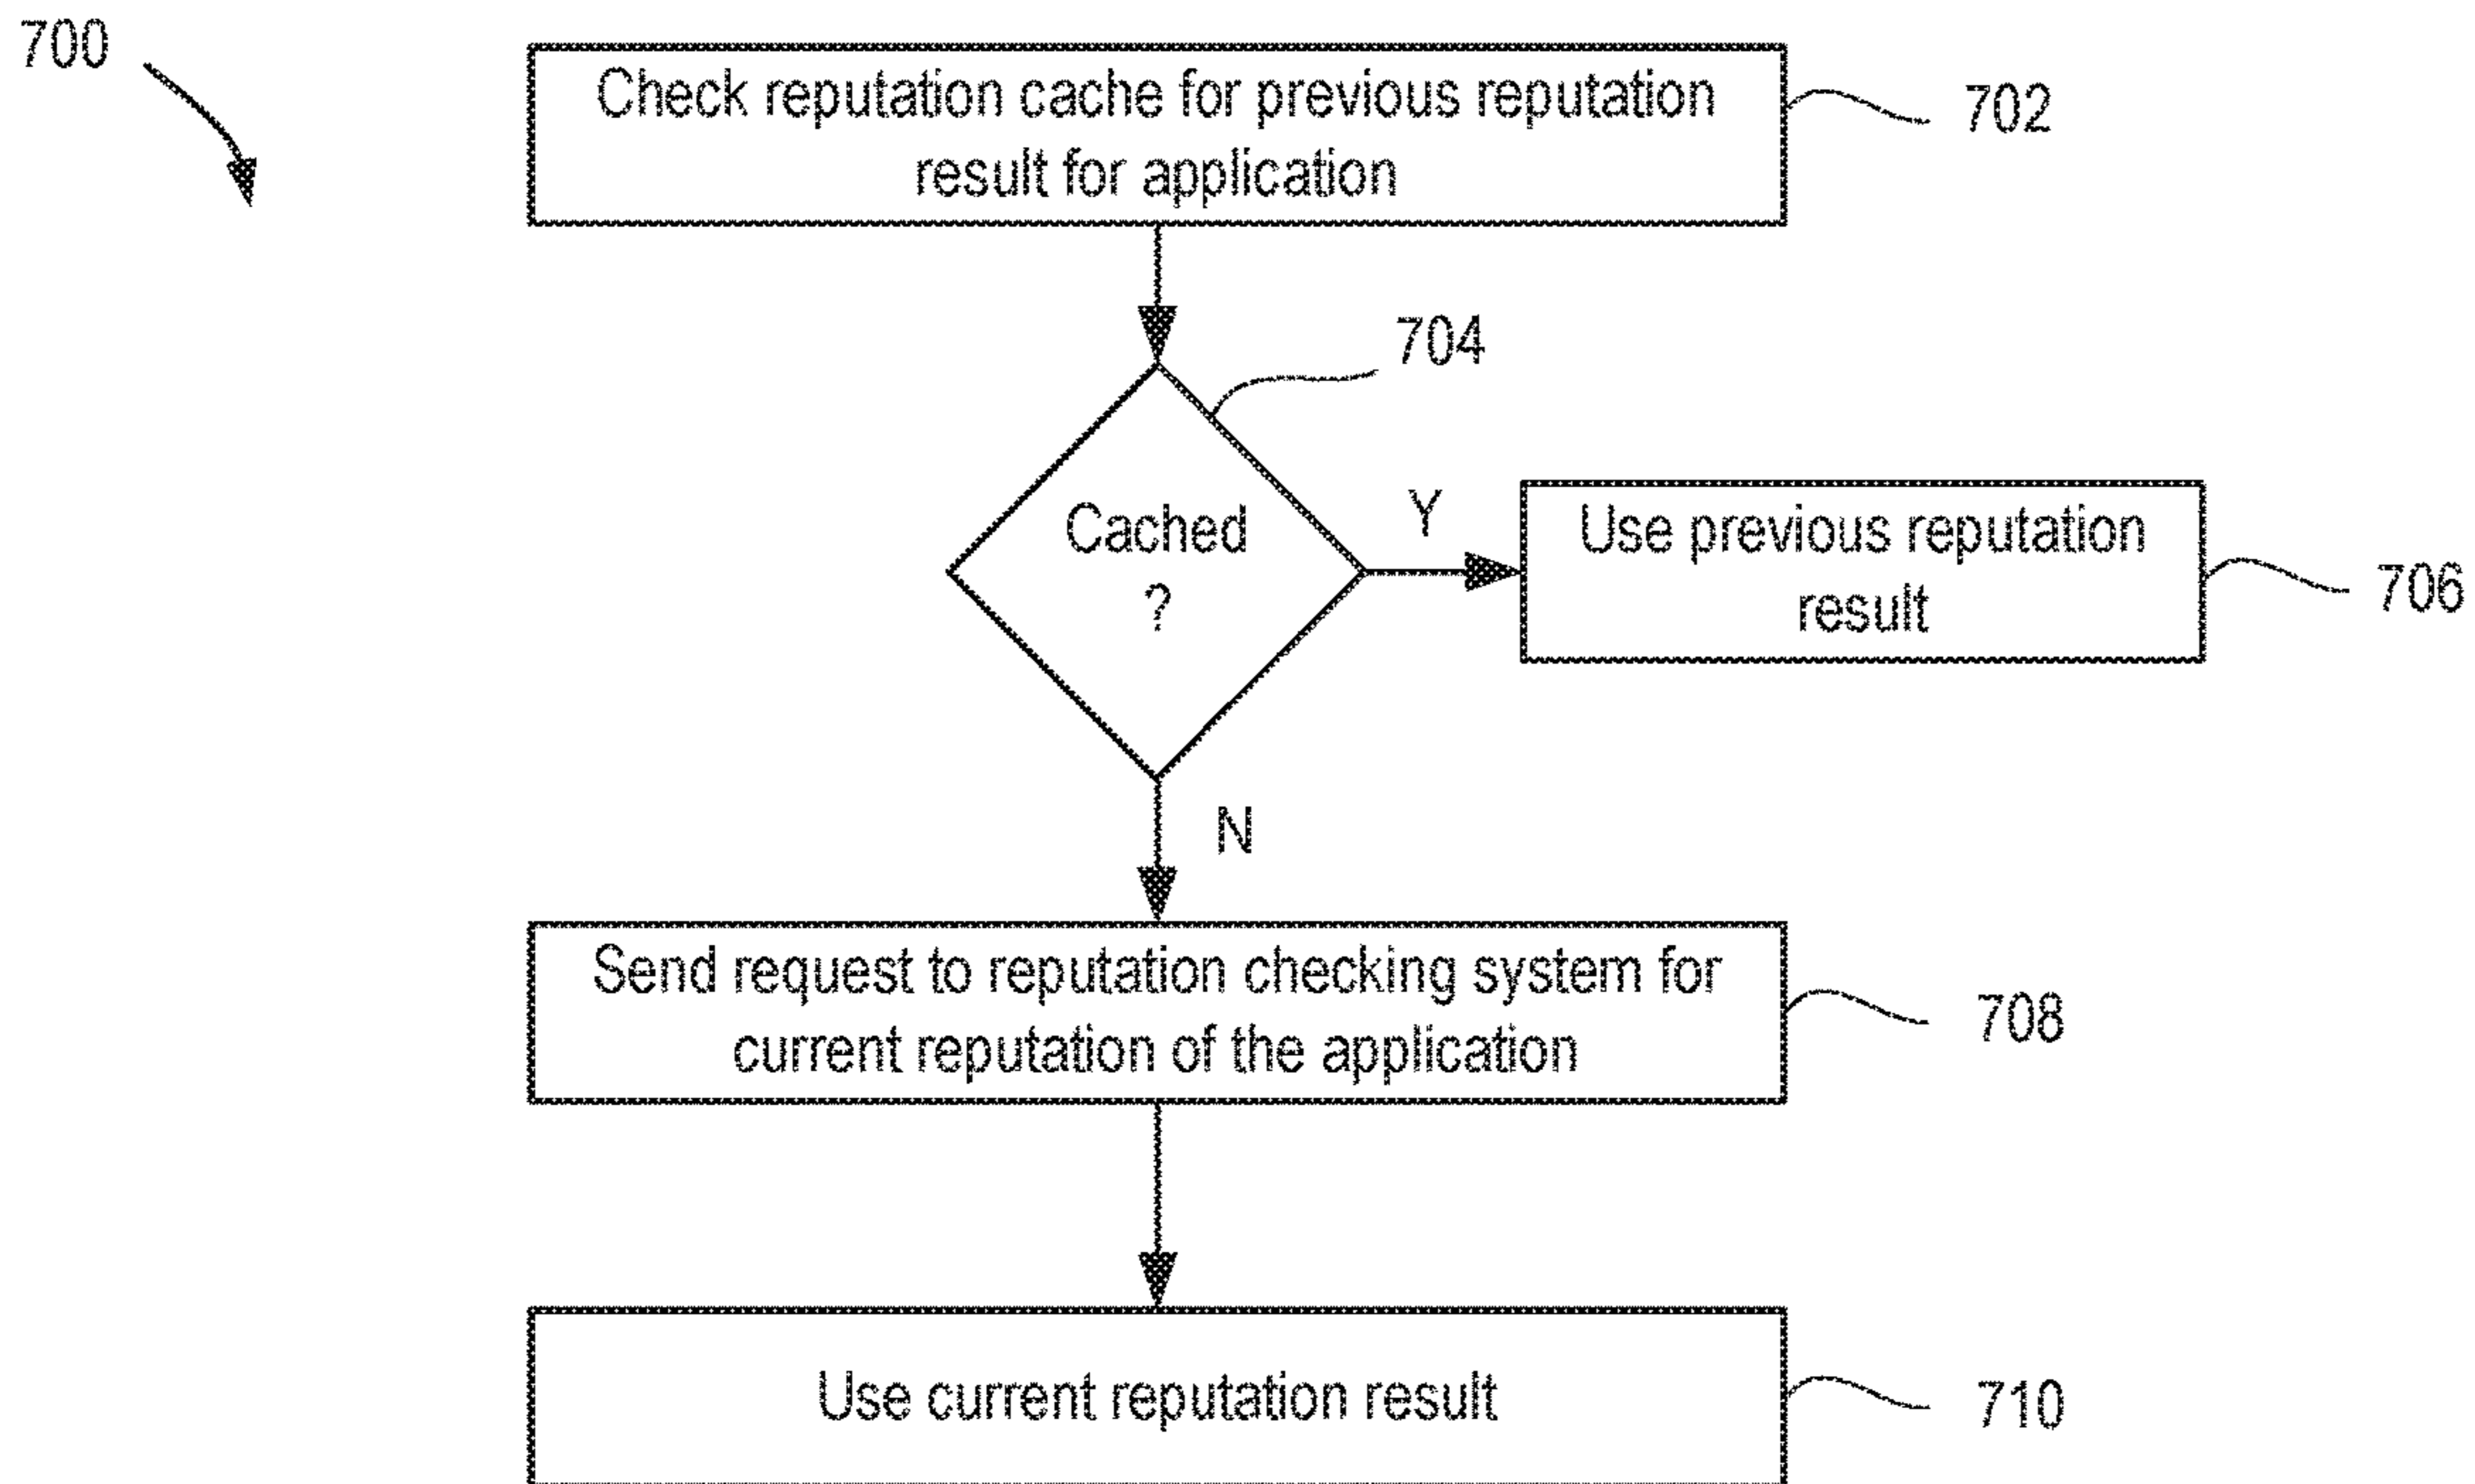 700
Check reputation cache for previous reputation
result for application
702
704
Cached
?
Y
Use previous reputation
result
706
N
Send request to reputation checking system for
current reputation of the application
708
Use current reputation result
710